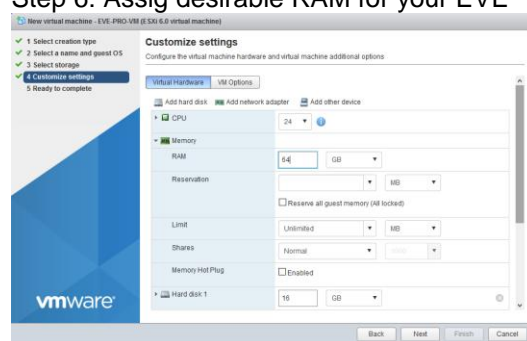 Step 6: Assig desirable RAM for your EVE
New virtual machine - EVE-PRO-VM (ESXi 6.0 virtual machine)
1 Select creation type
2 Select a name and guest OS
3 Select storage
4 Customize settings
5 Ready to complete
Customize settings
Configure the virtual machine hardware and virtual machine additional options
Virtual Hardware VM Options
Add hard disk Add network adapter Add other device
CPU 24
Memory
RAM 64 GB
Reservation MB
Reserve all guest memory (All locked)
Limit Unlimited MB
Shares Normal
Memory Hot Plug Enabled
Hard disk 1 16 GB
vmware
Back Next Finish Cancel